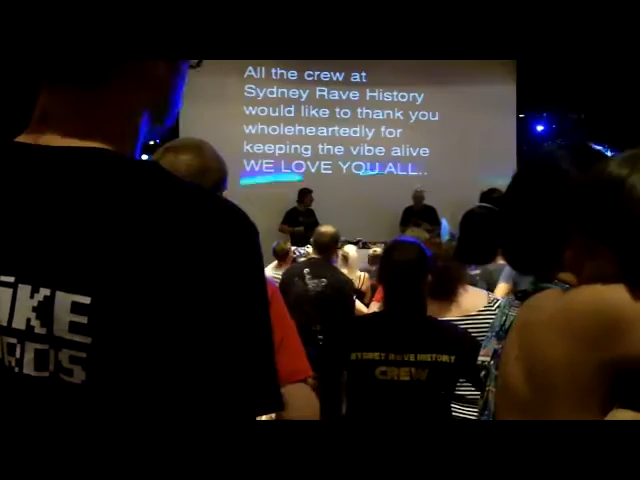 All the crew at
Sydney Rave History
would like to thank you
wholeheartedly for
keeping the vibe alive
WE LOVE YOU ALL..
SYDNEY RAVE HISTORY
CREW